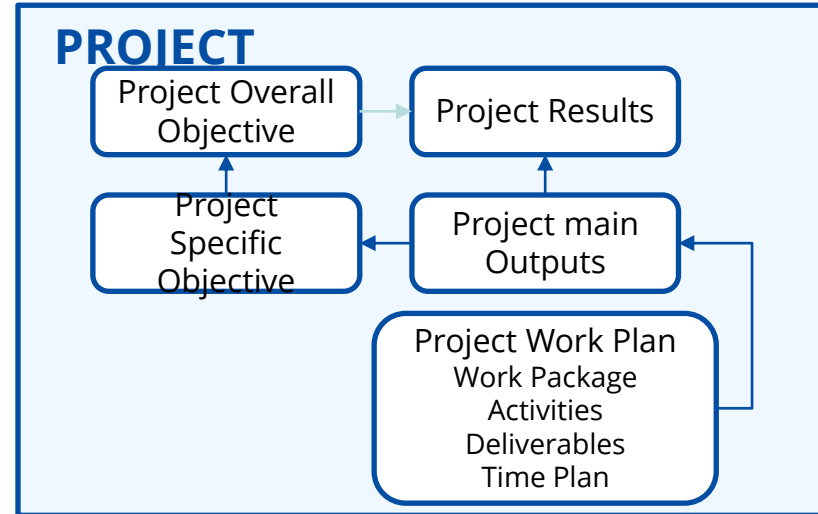 PROJECT
Project Overall
Objective
Project Results
Project
Specific
Objective
Project main
Outputs
Project Work Plan
Work Package
Activities
Deliverables
Time Plan